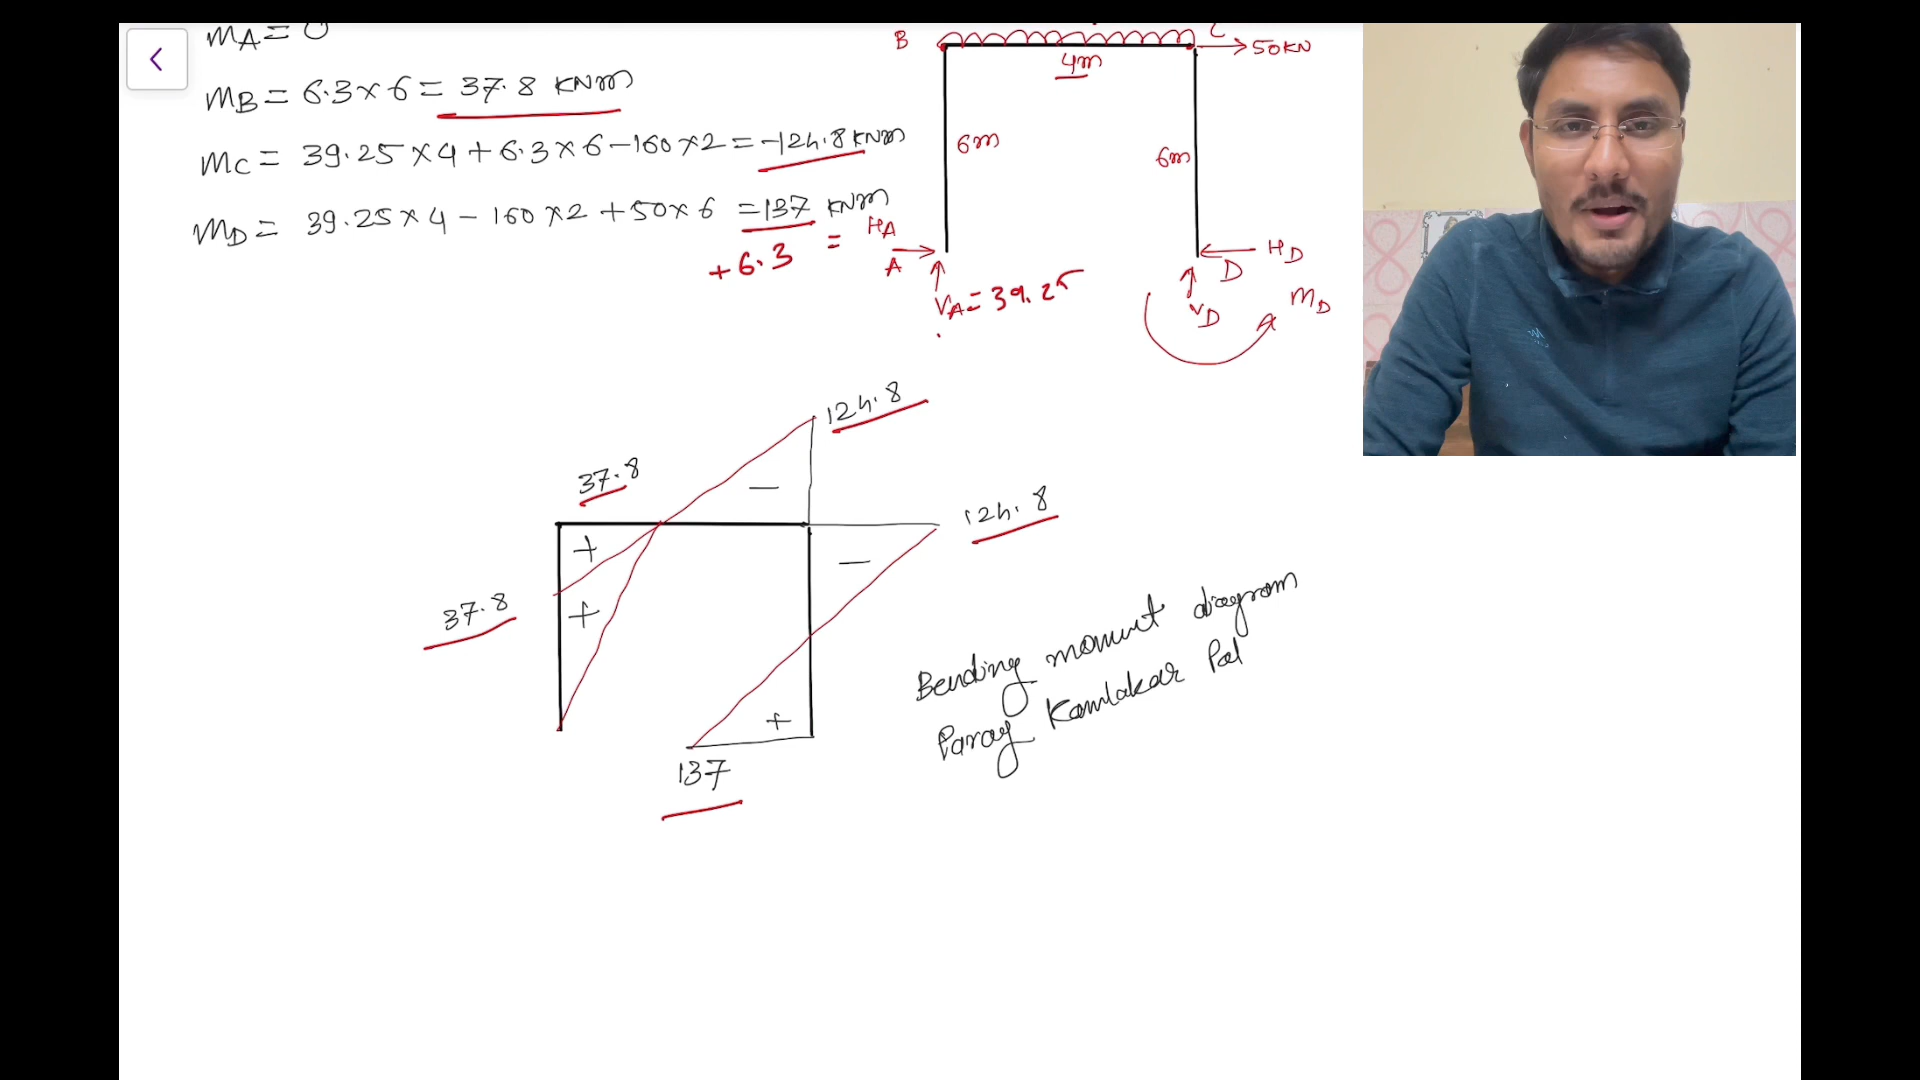 MA= 0
MB= 6.3×6= 37.8 KNm
MC= 39.25×4+6.3×6-160×2=-124.8KNm
MD= 39.25×4-160×2+50×6 =137 KNm
B
C
50KN
4m
6m
6m
+6.3 = HA
A
HD
D
VA=39.25
VD
MD
124.8
37.8
-
124.8
+
-
37.8
+
+
137
Bending moment diagram
Parag Kamlakar Pal